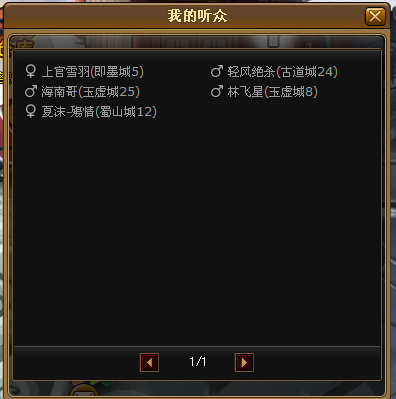 我的听众
♀ 上官雪羽(即墨城5) ♂ 轻风绝杀(古道城24)
♂ 海南哥(玉虚城25) ♂ 林飞星(玉虚城8)
♀ 夏沫-殤情(蜀山城12)
1/1